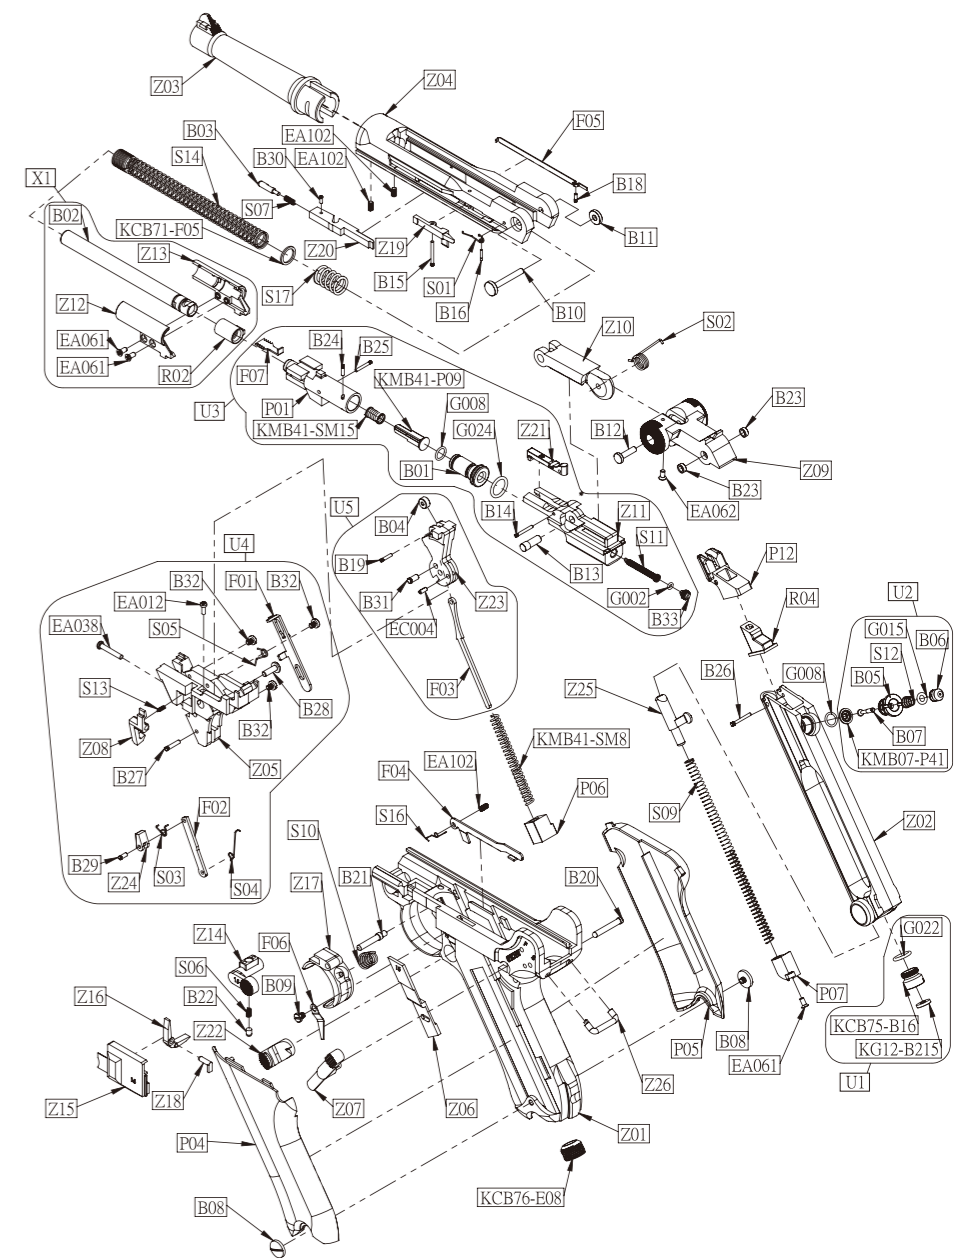 Z03
Z04
F05
B03
EA102
S14
B30
EA102
X1
B18
B02
S07
KCB71-F05
Z20
Z19
B11
Z13
S17
B15
S01
B16
B10
Z12
Z10
S02
EA061
EA061
R02
F07
B24
B25
KMB41-P09
U3
P01
G008
KMB41-SM15
G024
Z21
B12
B23
B01
Z09
B23
EA062
U5
B04
B14
Z11
S11
U4
B19
B13
P12
B32
F01
B32
B31
Z23
G002
R04
U2
EA012
EC004
B33
G015
B06
EA038
S05
S12
G008
B05
S13
F03
Z25
B26
B28
B07
Z08
B32
KMB41-SM8
KMB07-P41
B27
Z05
EA102
F04
P06
F02
S09
Z02
S16
S10
B29
Z24
S03
S04
Z17
B21
B20
Z14
F06
G022
S06
B09
P07
Z16
B22
KCB75-B16
Z22
P05
B08
EA061
KG12-B215
Z26
U1
Z15
Z18
Z07
Z06
Z01
P04
KCB76-E08
B08